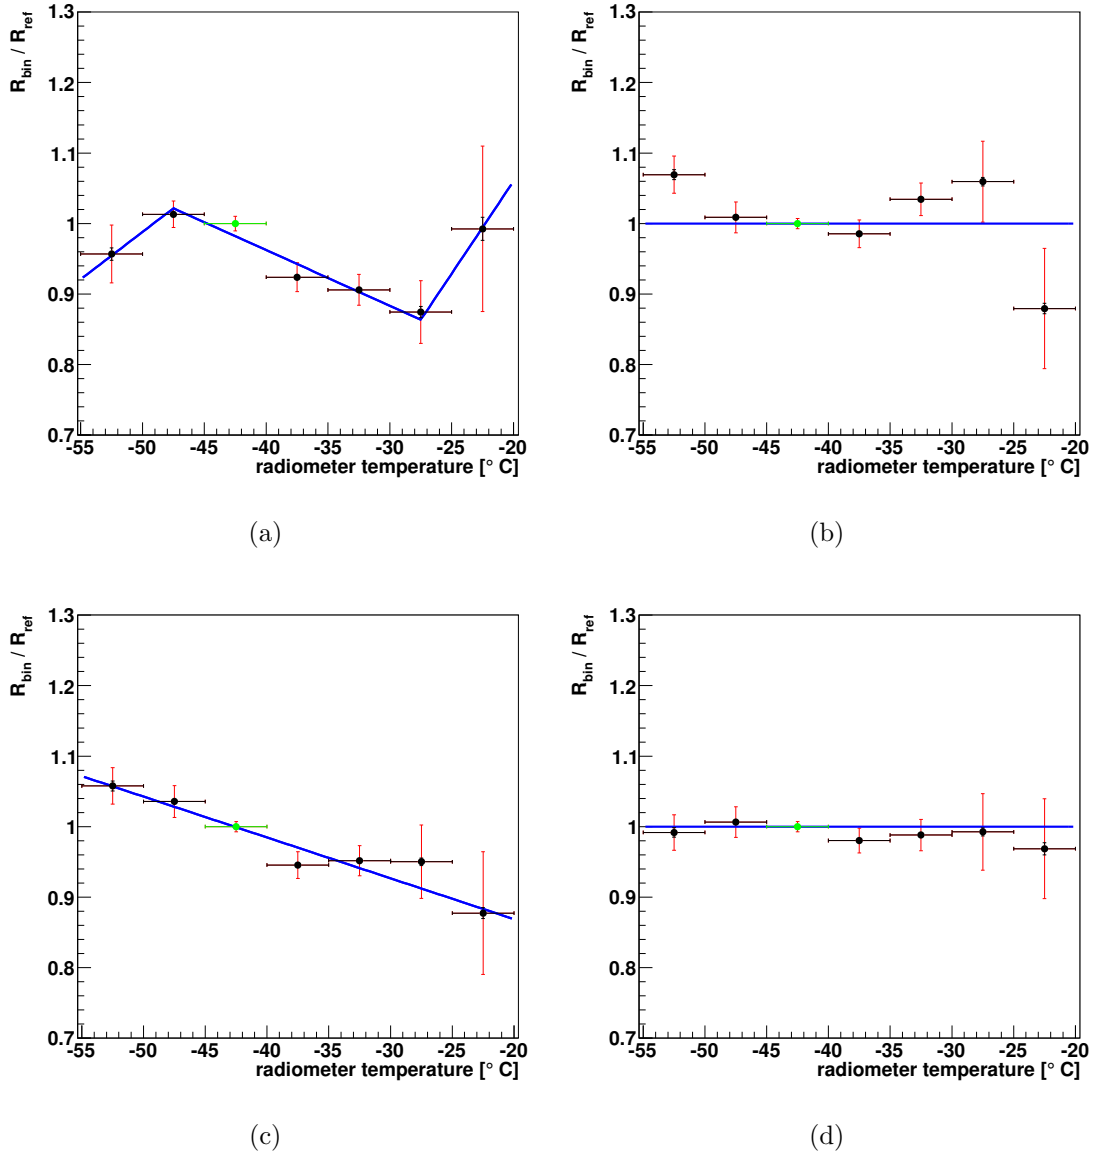 R_bin / R_ref
1.3
1.2
1.1
1
0.9
0.8
0.7
-55 -50 -45 -40 -35 -30 -25 -20
radiometer temperature [° C]
(a)
R_bin / R_ref
1.3
1.2
1.1
1
0.9
0.8
0.7
-55 -50 -45 -40 -35 -30 -25 -20
radiometer temperature [° C]
(b)
R_bin / R_ref
1.3
1.2
1.1
1
0.9
0.8
0.7
-55 -50 -45 -40 -35 -30 -25 -20
radiometer temperature [° C]
(c)
R_bin / R_ref
1.3
1.2
1.1
1
0.9
0.8
0.7
-55 -50 -45 -40 -35 -30 -25 -20
radiometer temperature [° C]
(d)